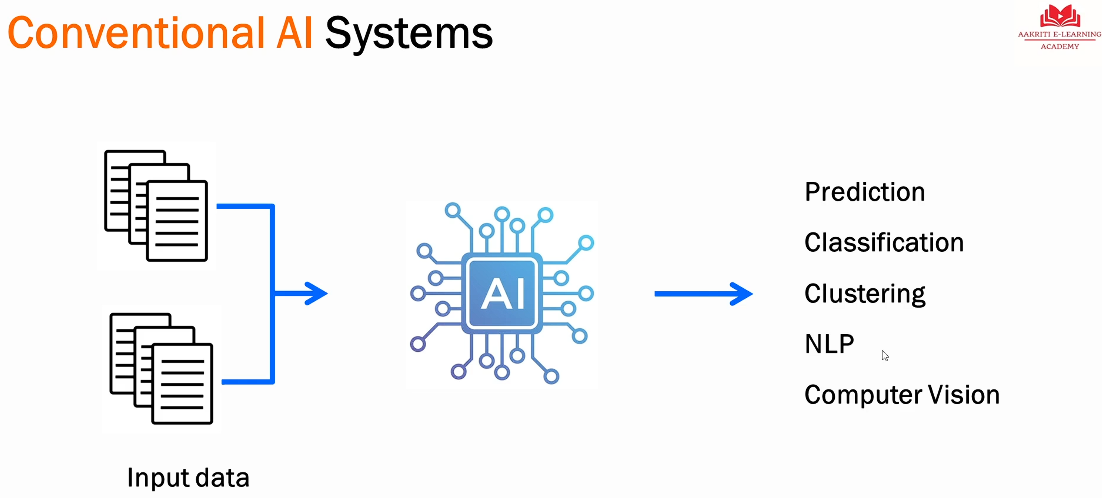 Conventional AI Systems
AAKRITI E-LEARNING
ACADEMY
AI
Prediction
Classification
Clustering
NLP
Computer Vision
Input data